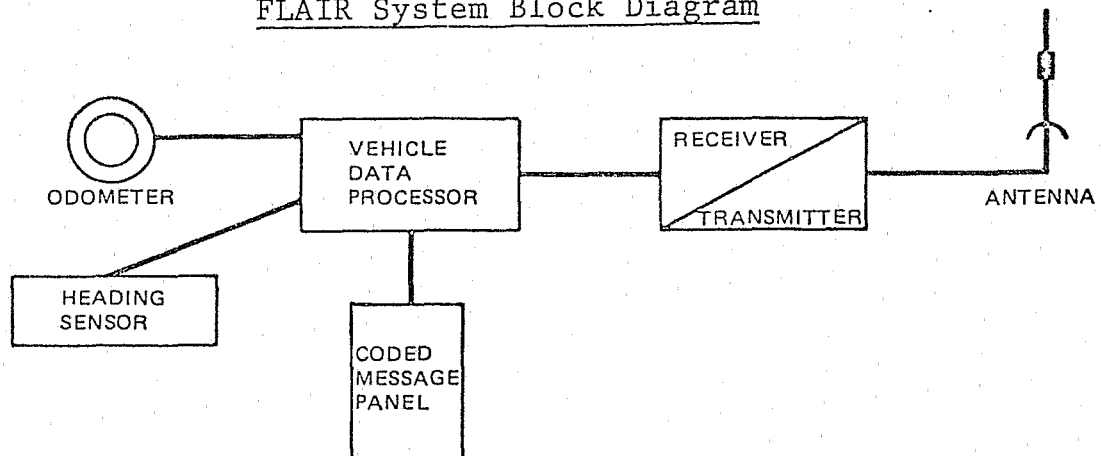 FLAIR System Block Diagram
ODOMETER
VEHICLE
DATA
PROCESSOR
RECEIVER
TRANSMITTER
ANTENNA
HEADING
SENSOR
CODED
MESSAGE
PANEL